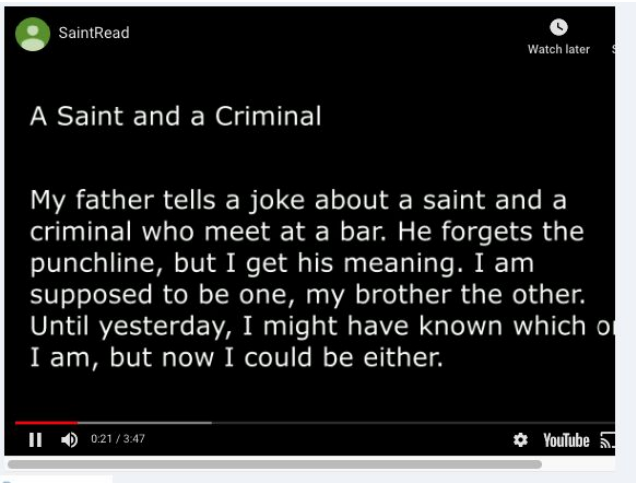 SaintRead
Watch later
A Saint and a Criminal
My father tells a joke about a saint and a
criminal who meet at a bar. He forgets the
punchline, but I get his meaning. I am
supposed to be one, my brother the other.
Until yesterday, I might have known which
I am, but now I could be either.
0:21 / 3:47
YouTube